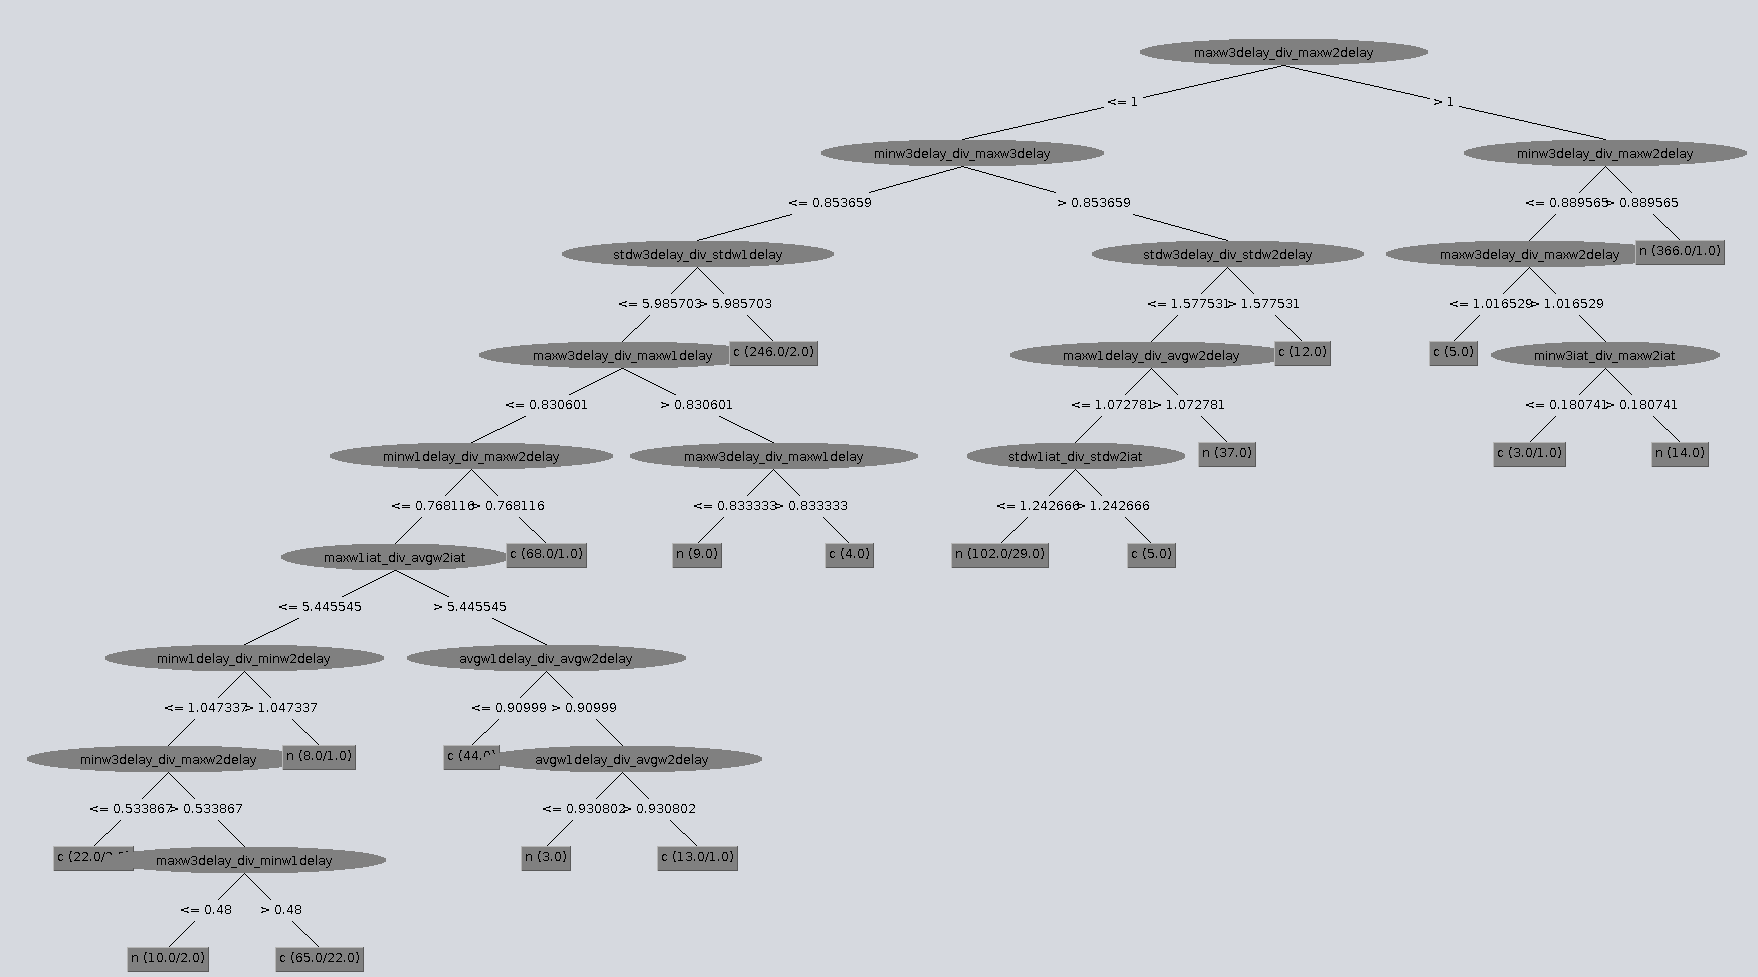 maxw3delay_div_maxw2delay
<= 1
> 1
minw3delay_div_maxw3delay
minw3delay_div_maxw2delay
<= 0.853659
> 0.853659
<= 0.889565
> 0.889565
stdw3delay_div_stdw1delay
stdw3delay_div_stdw2delay
maxw3delay_div_maxw2delay
n (366.0/1.0)
<= 5.985703
> 5.985703
<= 1.577531
> 1.577531
<= 1.016529
> 1.016529
maxw3delay_div_maxw1delay
c (246.0/2.0)
maxw1delay_div_avgw2delay
c (12.0)
c (5.0)
minw3iat_div_maxw2iat
<= 0.830601
> 0.830601
<= 1.072781
> 1.072781
<= 0.180741
> 0.180741
minw1delay_div_maxw2delay
maxw3delay_div_maxw1delay
stdw1iat_div_stdw2iat
n (37.0)
c (3.0/1.0)
n (14.0)
<= 0.768116
> 0.768116
<= 0.833333
> 0.833333
<= 1.242666
> 1.242666
maxw1iat_div_avgw2iat
c (68.0/1.0)
n (9.0)
c (4.0)
n (102.0/29.0)
c (5.0)
<= 5.445545
> 5.445545
minw1delay_div_minw2delay
avgw1delay_div_avgw2delay
<= 1.047337
> 1.047337
<= 0.90999
> 0.90999
minw3delay_div_maxw2delay
n (8.0/1.0)
c (44.0)
avgw1delay_div_avgw2delay
<= 0.533867
> 0.533867
<= 0.930802
> 0.930802
c (22.0/
maxw3delay_div_minw1delay
n (3.0)
c (13.0/1.0)
<= 0.48
> 0.48
n (10.0/2.0)
c (65.0/22.0)